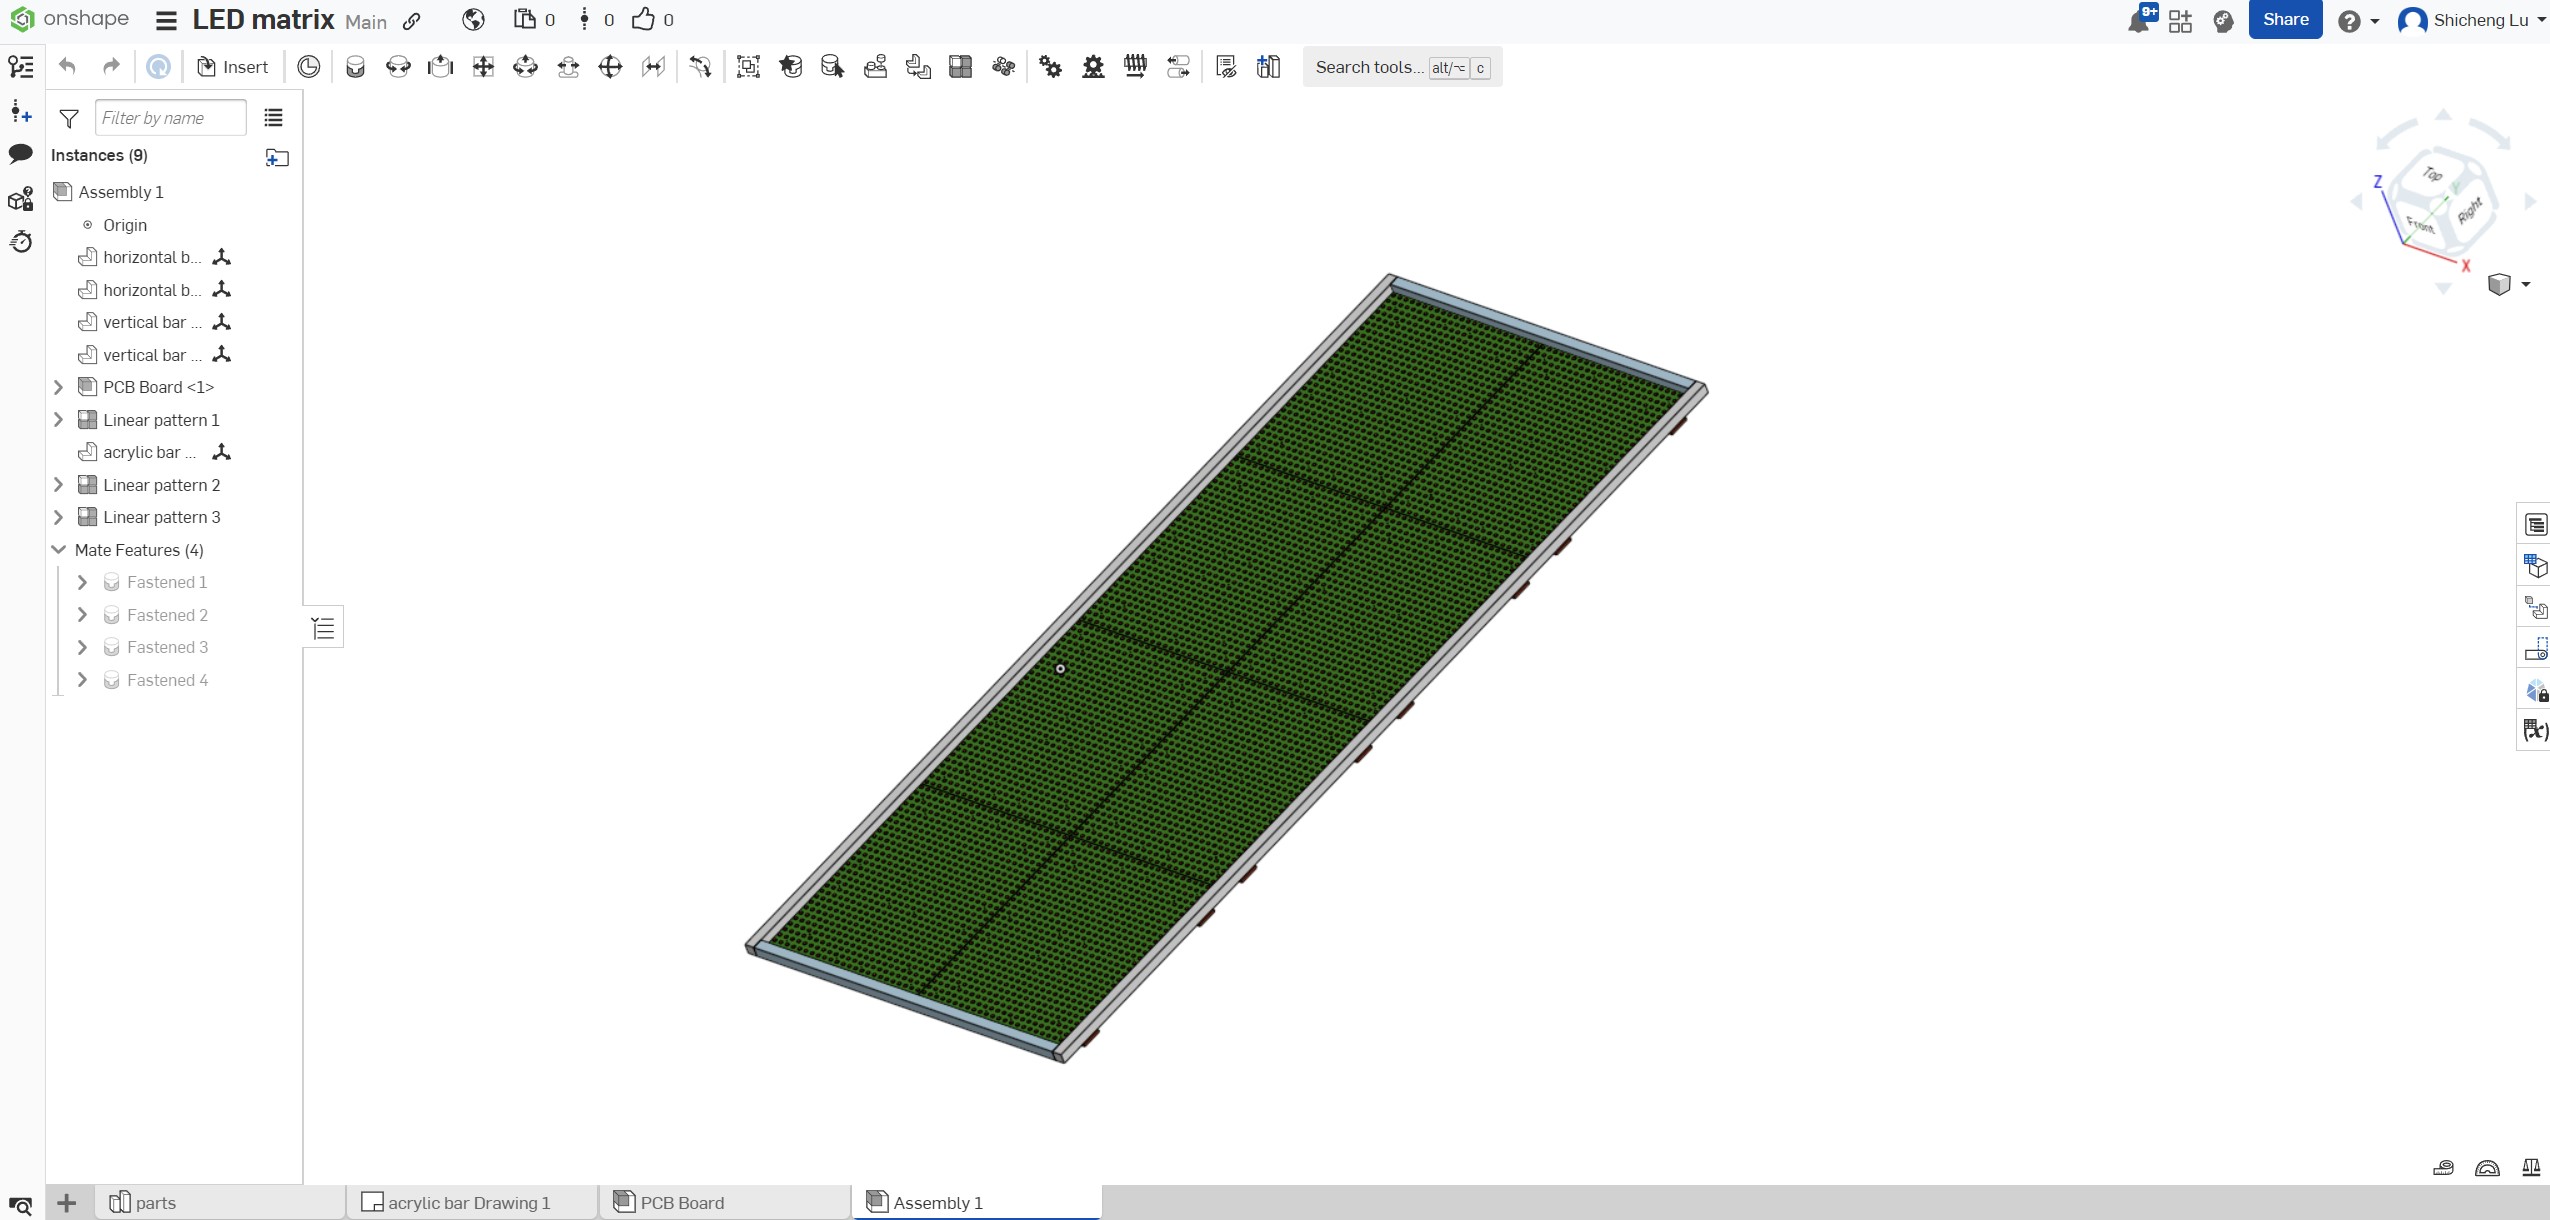 onshape LED matrix Main 0 0 0 9+ Share Shicheng Lu
Insert Search tools... alt/⌥ c
Filter by name
Instances (9)
Assembly 1
Origin
horizontal b...
horizontal b...
vertical bar ...
vertical bar ...
PCB Board <1>
Linear pattern 1
acrylic bar ...
Linear pattern 2
Linear pattern 3
Mate Features (4)
Fastened 1
Fastened 2
Fastened 3
Fastened 4
Top
Z
Y
Front
Right
X
parts
acrylic bar Drawing 1
PCB Board
Assembly 1